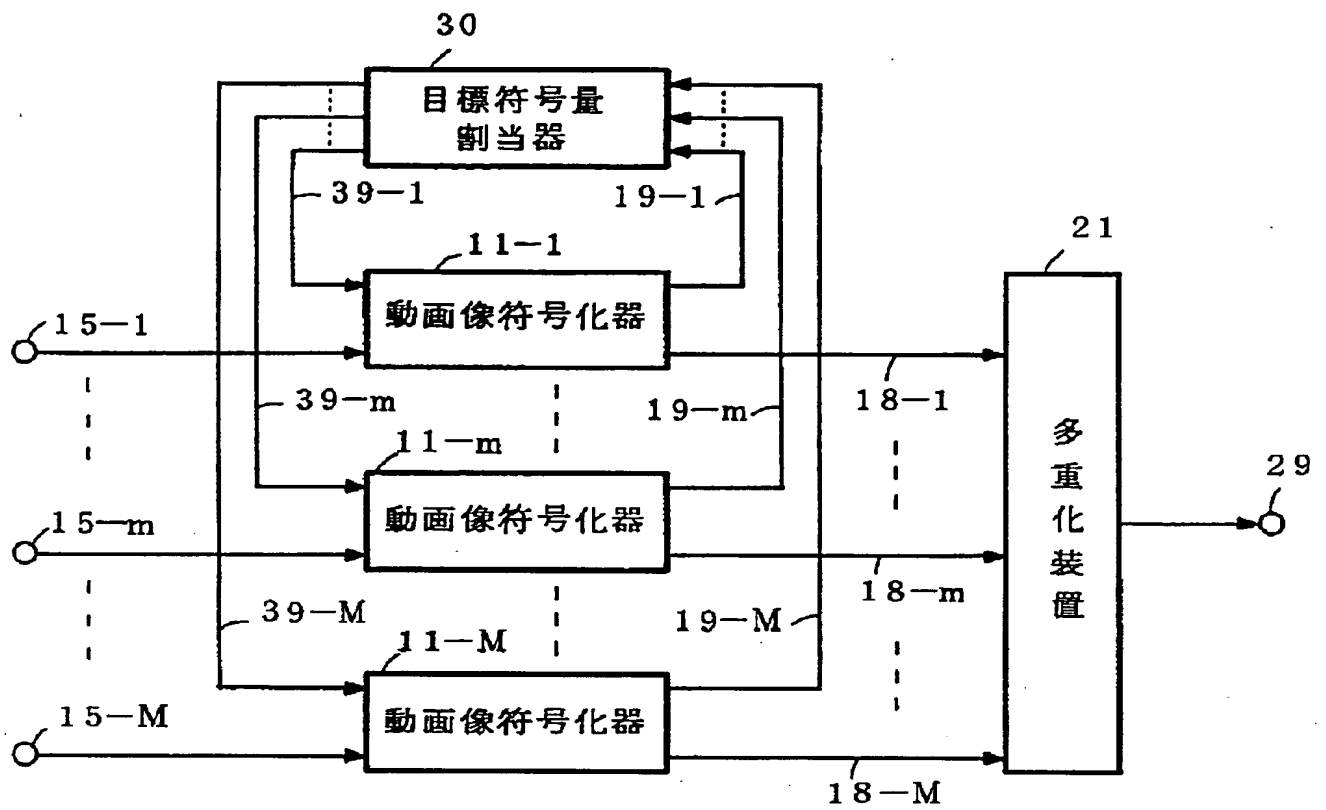 30
目標符号量
割当器
39-1
19-1
11-1
動画像符号化器
21
15-1
18-1
39-m
19-m
11-m
動画像符号化器
多重化装置
29
15-m
18-m
39-M
19-M
11-M
動画像符号化器
15-M
18-M